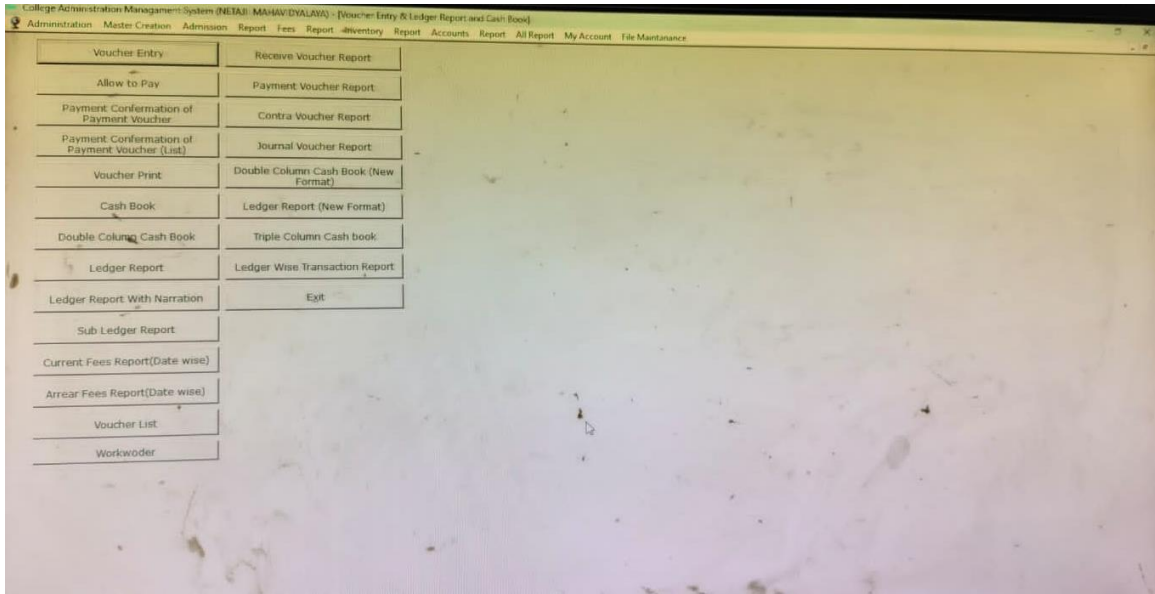 College Administration Managament System (NETAJI MAHAVIDYALAYA) - [Voucher Entry & Ledger Report and Cash Book]
Administration Master Creation Admission Report Fees Report Inventory Report Accounts Report All Report My Account File Maintanance
Voucher Entry
Allow to Pay
Payment Confermation of
Payment Voucher
Payment Confermation of
Payment Voucher (List)
Voucher Print
Cash Book
Double Column Cash Book
Ledger Report
Ledger Report With Narration
Sub Ledger Report
Current Fees Report(Date wise)
Arrear Fees Report(Date wise)
Voucher List
Workwoder
Receive Voucher Report
Payment Voucher Report
Contra Voucher Report
Journal Voucher Report
Double Column Cash Book (New
Format)
Ledger Report (New Format)
Triple Column Cash book
Ledger Wise Transaction Report
Exit